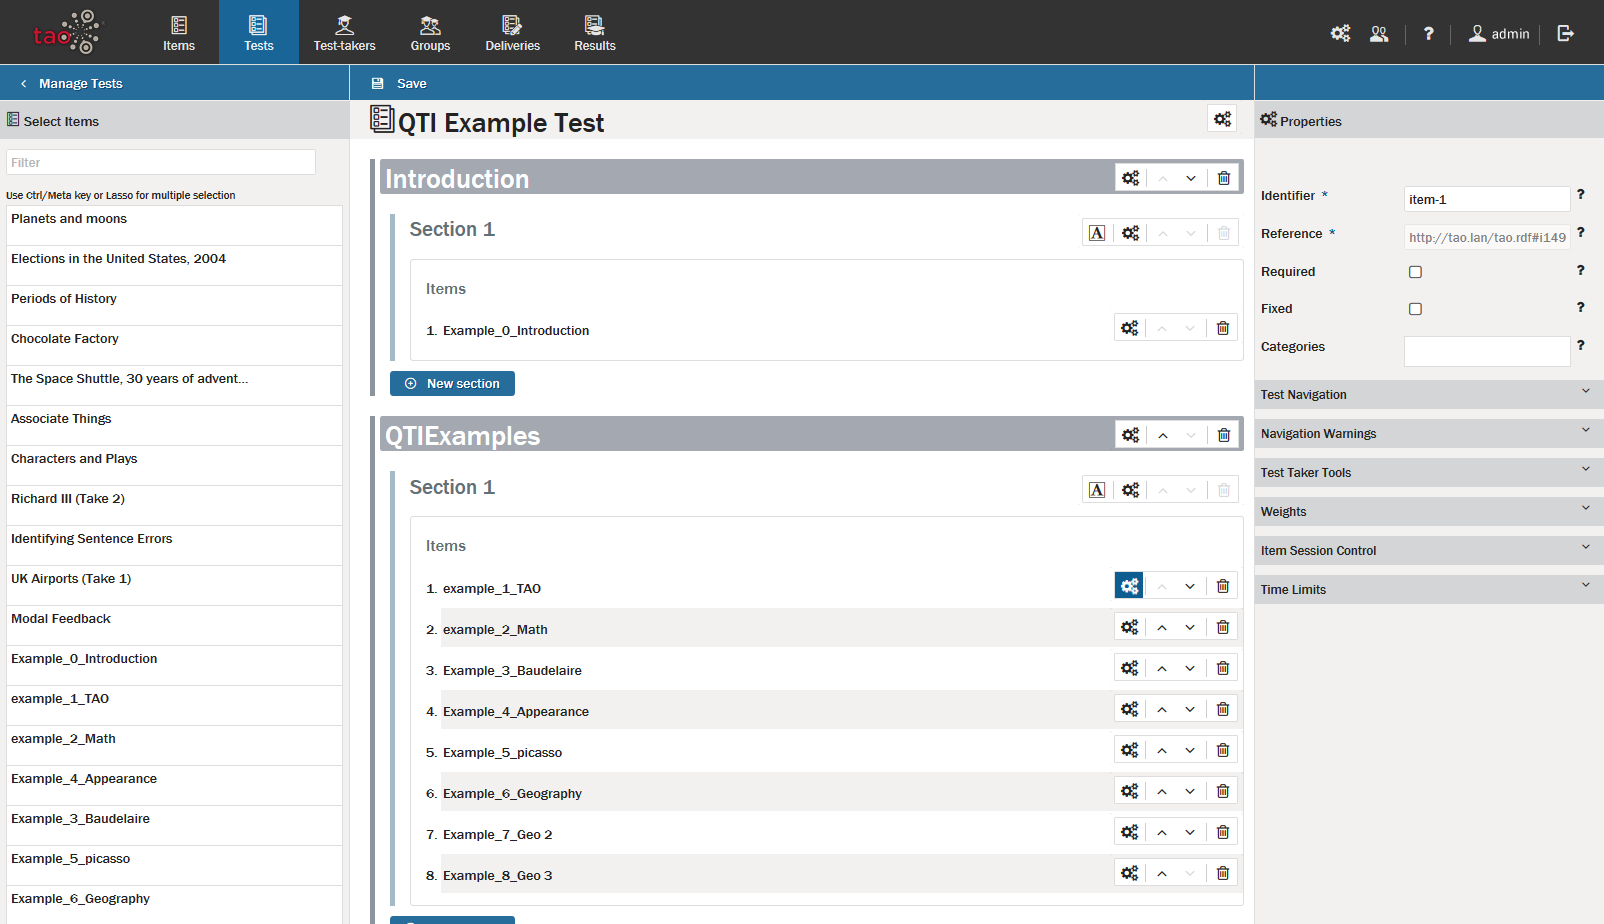 tao
Items
Tests
Test-takers
Groups
Deliveries
Results
?
admin
Manage Tests
Save
Select Items
QTI Example Test
Properties
Filter
Use Ctrl/Meta key or Lasso for multiple selection
Planets and moons
Elections in the United States, 2004
Periods of History
Chocolate Factory
The Space Shuttle, 30 years of advent...
Associate Things
Characters and Plays
Richard III (Take 2)
Identifying Sentence Errors
UK Airports (Take 1)
Modal Feedback
Example_0_Introduction
example_1_TAO
example_2_Math
Example_4_Appearance
Example_3_Baudelaire
Example_5_picasso
Example_6_Geography
Introduction
Section 1
A
Items
1. Example_0_Introduction
New section
QTIExamples
Section 1
A
Items
1. example_1_TAO
2. example_2_Math
3. Example_3_Baudelaire
4. Example_4_Appearance
5. Example_5_picasso
6. Example_6_Geography
7. Example_7_Geo 2
8. Example_8_Geo 3
Identifier * item-1 ?
Reference * http://tao.lan/tao.rdf#i149 ?
Required ?
Fixed ?
Categories ?
Test Navigation
Navigation Warnings
Test Taker Tools
Weights
Item Session Control
Time Limits